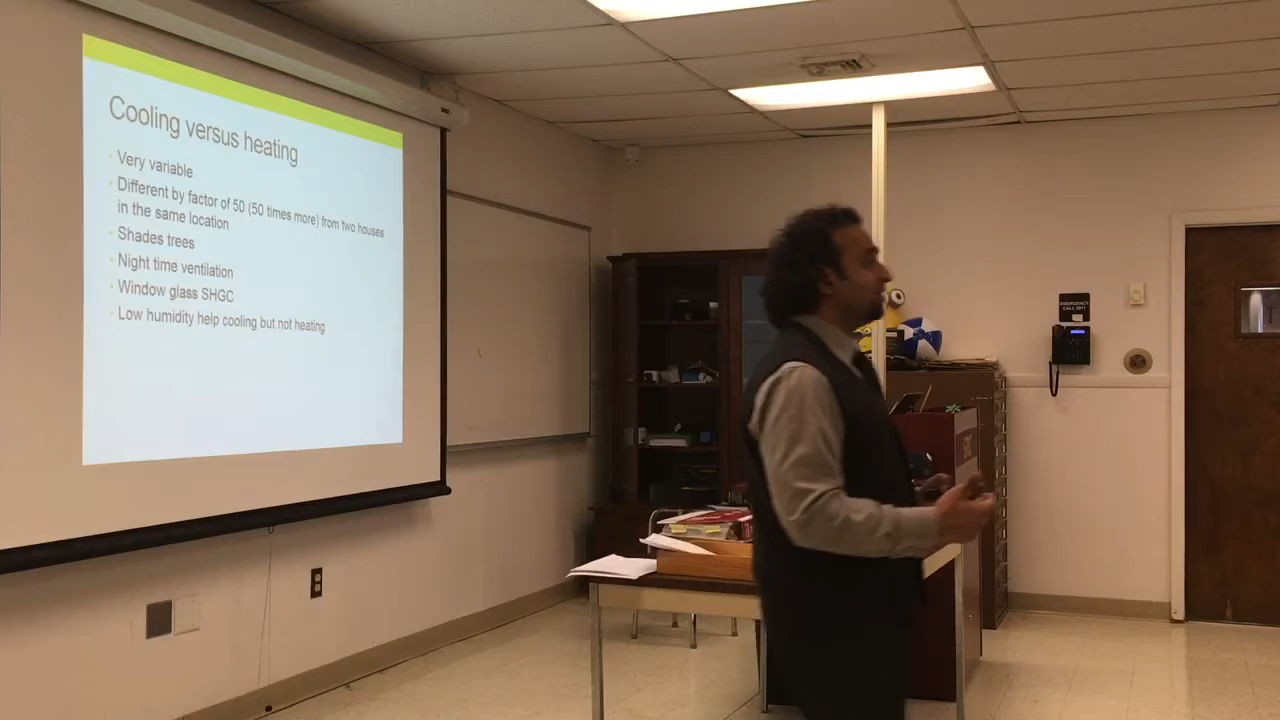 Cooling versus heating
Very variable
Different by factor of 50 (50 times more) from two houses
in the same location
Shades trees
Night time ventilation
Window glass SHGC
Low humidity help cooling but not heating
EMERGENCY